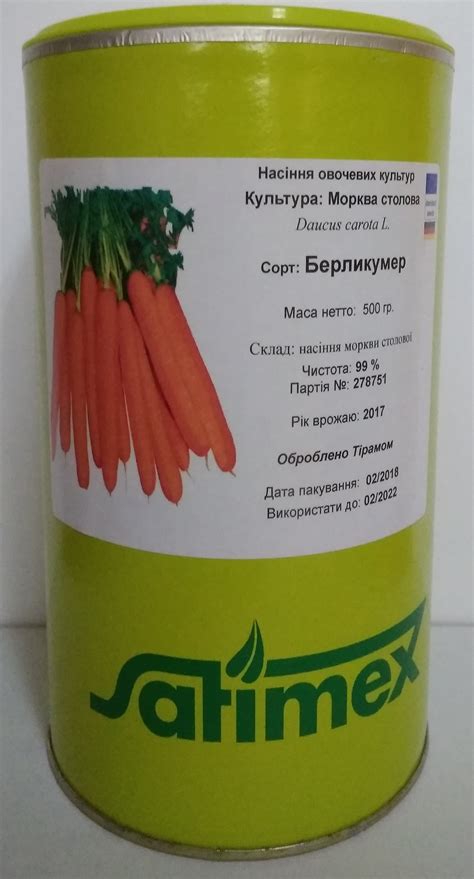 Насіння овочевих культур
Культура: Морква столова
Daucus carota L.
Сорт: Берликумер
Маса нетто: 500 гр.
Склад: насіння моркви столової
Чистота: 99 %
Партія №: 278751
Рік врожаю: 2017
Оброблено Тірамом
Дата пакування: 02/2018
Використати до: 02/2022
Satimex